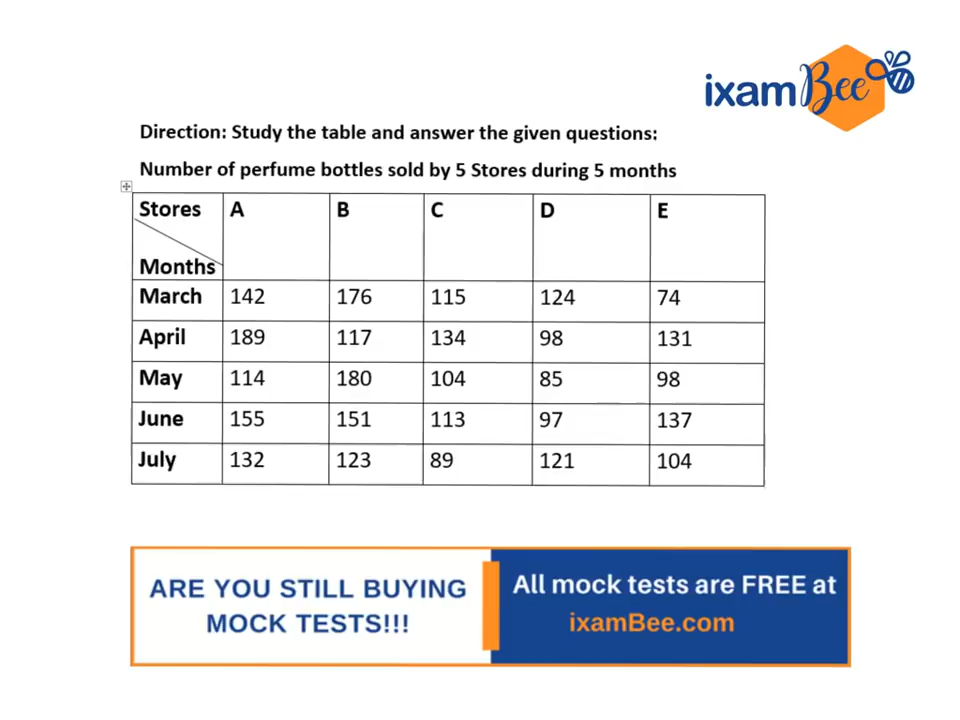 ixamBee
Direction: Study the table and answer the given questions:
Number of perfume bottles sold by 5 Stores during 5 months
Stores A B C D E
Months
March 142 176 115 124 74
April 189 117 134 98 131
May 114 180 104 85 98
June 155 151 113 97 137
July 132 123 89 121 104
ARE YOU STILL BUYING
MOCK TESTS!!!
All mock tests are FREE at
ixamBee.com